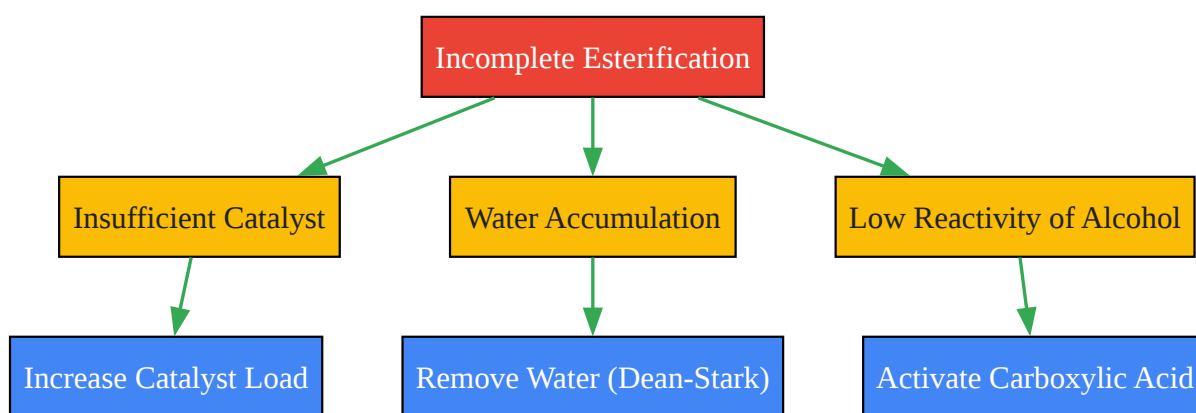 Incomplete Esterification
Insufficient Catalyst
Water Accumulation
Low Reactivity of Alcohol
Increase Catalyst Load
Remove Water (Dean-Stark)
Activate Carboxylic Acid